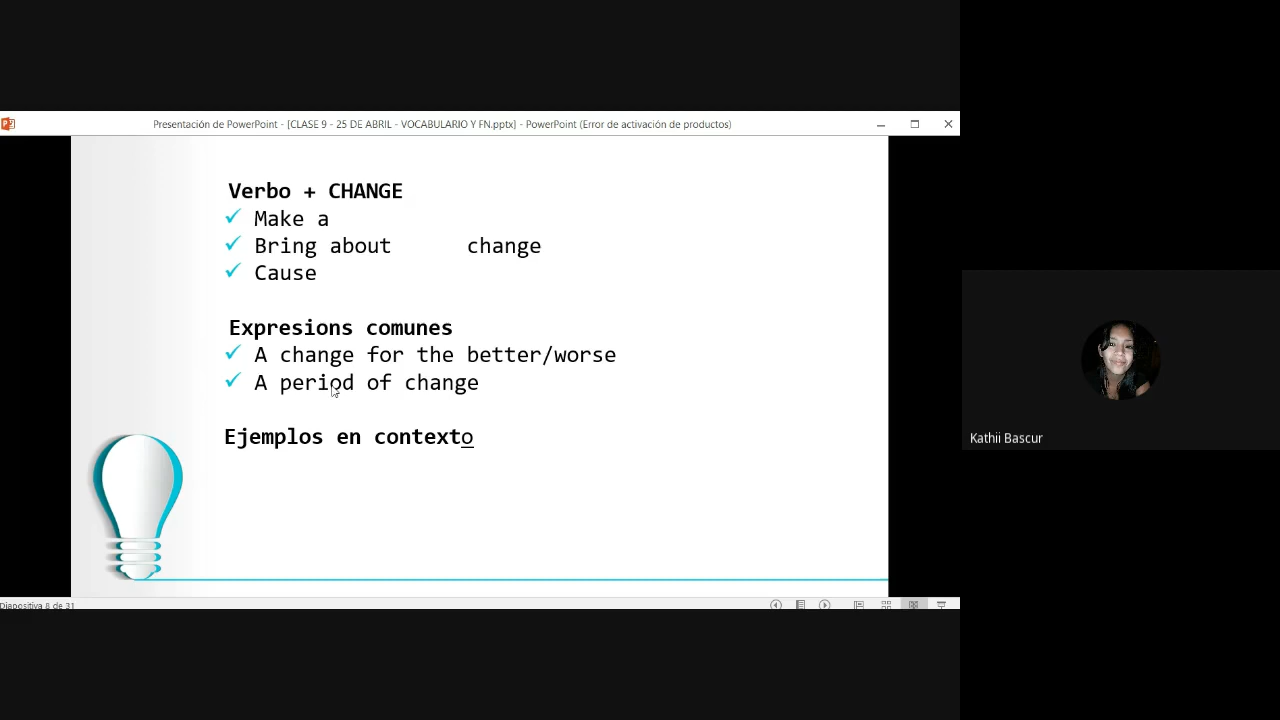 Presentación de PowerPoint - [CLASE 9 - 25 DE ABRIL - VOCABULARIO Y FN.pptx] - PowerPoint (Error de activación de productos)
Verbo + CHANGE
✓ Make a
✓ Bring about change
✓ Cause
Expresions comunes
✓ A change for the better/worse
✓ A period of change
Ejemplos en contexto
Diapositiva 8 de 31
Kathii Bascur